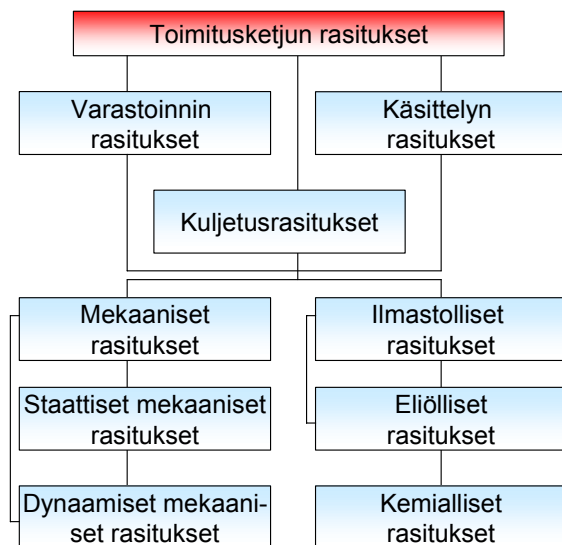 Toimitusketjun rasitukset
Varastoinnin
rasitukset
Käsittelyn
rasitukset
Kuljetusrasitukset
Mekaaniset
rasitukset
Ilmastolliset
rasitukset
Staattiset mekaaniset
rasitukset
Eliölliset
rasitukset
Dynaamiset mekaani-
set rasitukset
Kemialliset
rasitukset